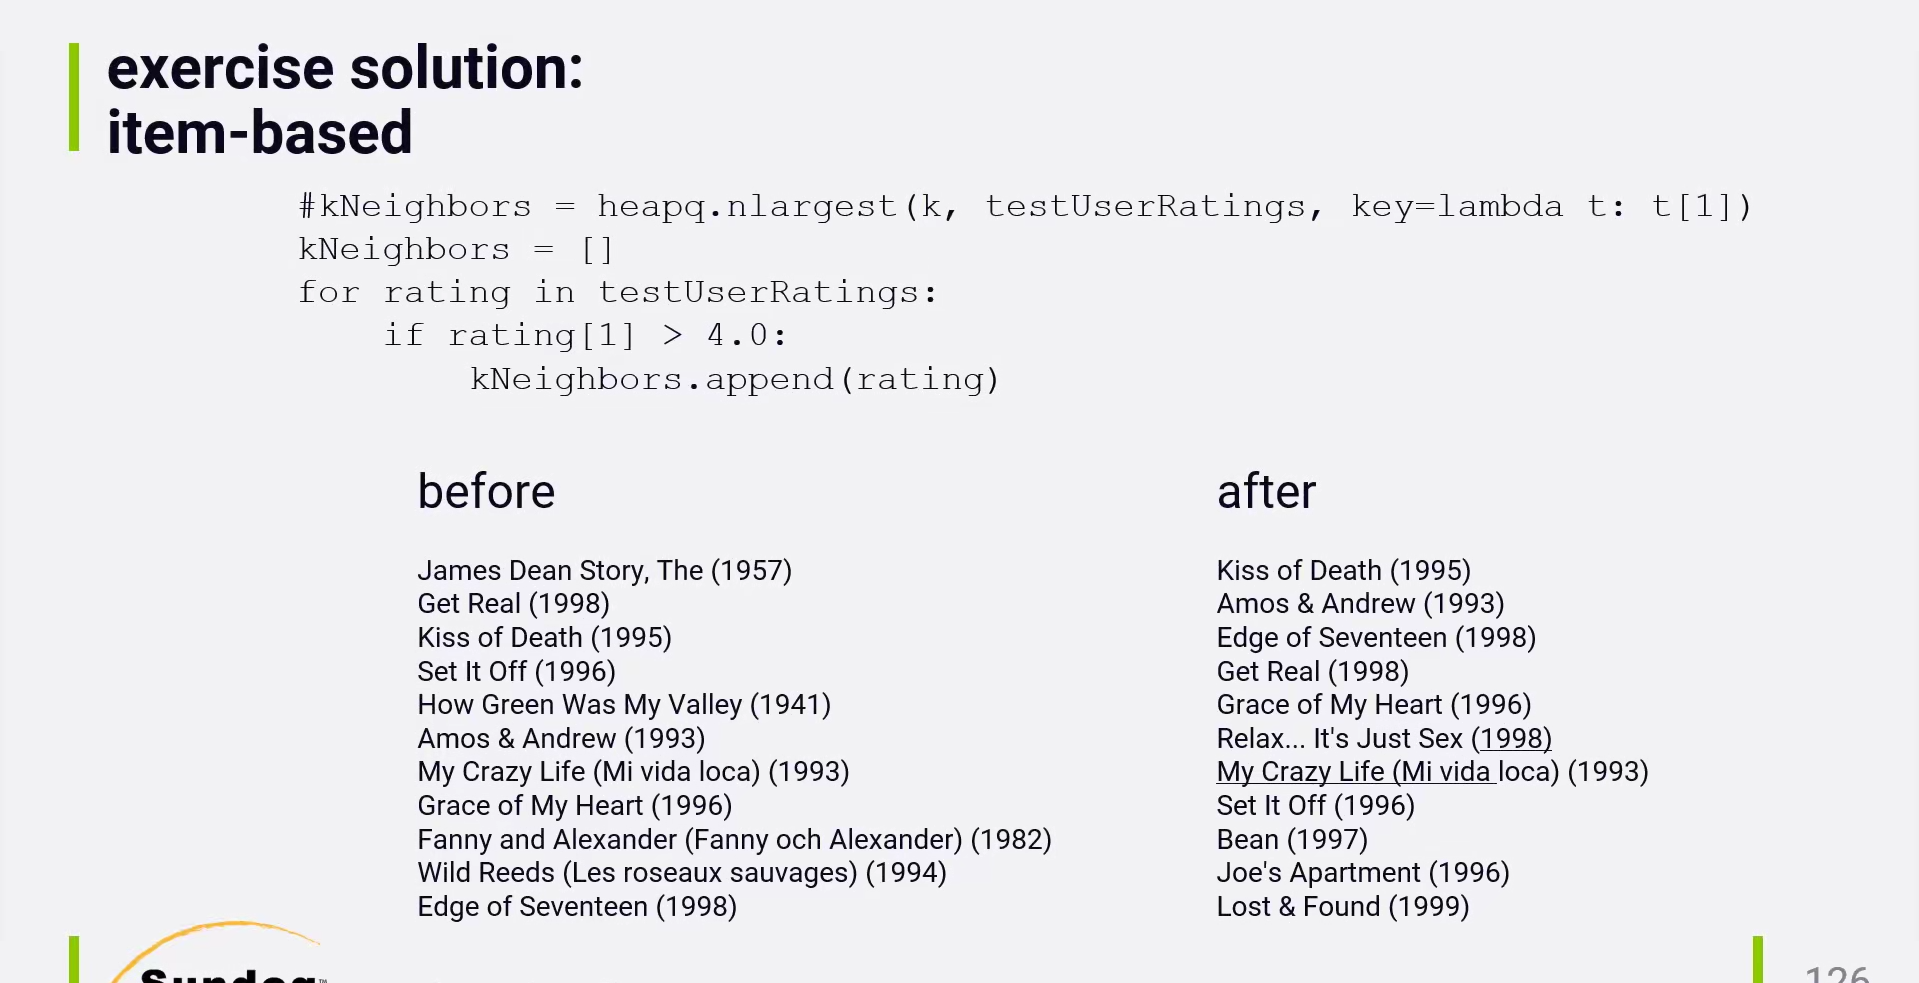 exercise solution:
item-based
#kNeighbors = heapq.nlargest(k, testUserRatings, key=lambda t: t[1])
kNeighbors = []
for rating in testUserRatings:
    if rating[1] > 4.0:
        kNeighbors.append(rating)
before
James Dean Story, The (1957)
Get Real (1998)
Kiss of Death (1995)
Set It Off (1996)
How Green Was My Valley (1941)
Amos & Andrew (1993)
My Crazy Life (Mi vida loca) (1993)
Grace of My Heart (1996)
Fanny and Alexander (Fanny och Alexander) (1982)
Wild Reeds (Les roseaux sauvages) (1994)
Edge of Seventeen (1998)
after
Kiss of Death (1995)
Amos & Andrew (1993)
Edge of Seventeen (1998)
Get Real (1998)
Grace of My Heart (1996)
Relax... It's Just Sex (1998)
My Crazy Life (Mi vida loca) (1993)
Set It Off (1996)
Bean (1997)
Joe's Apartment (1996)
Lost & Found (1999)
Sundog™
126